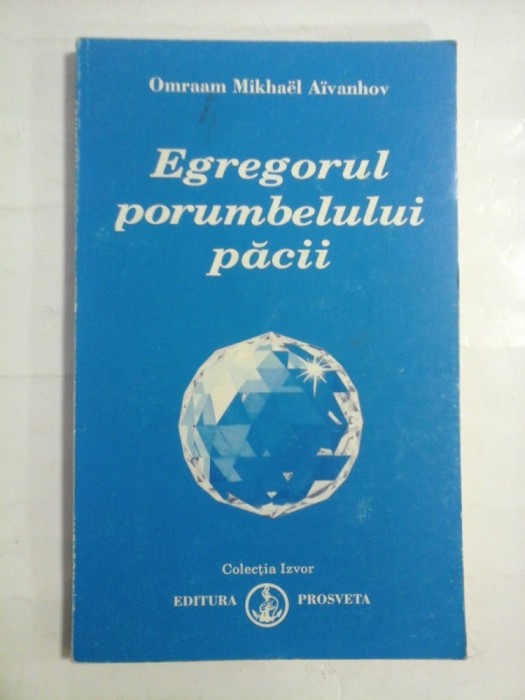 Omraam Mikhaël Aïvanhov
Egregorul
porumbelului
păcii
Colecția Izvor
EDITURA PROSVETA